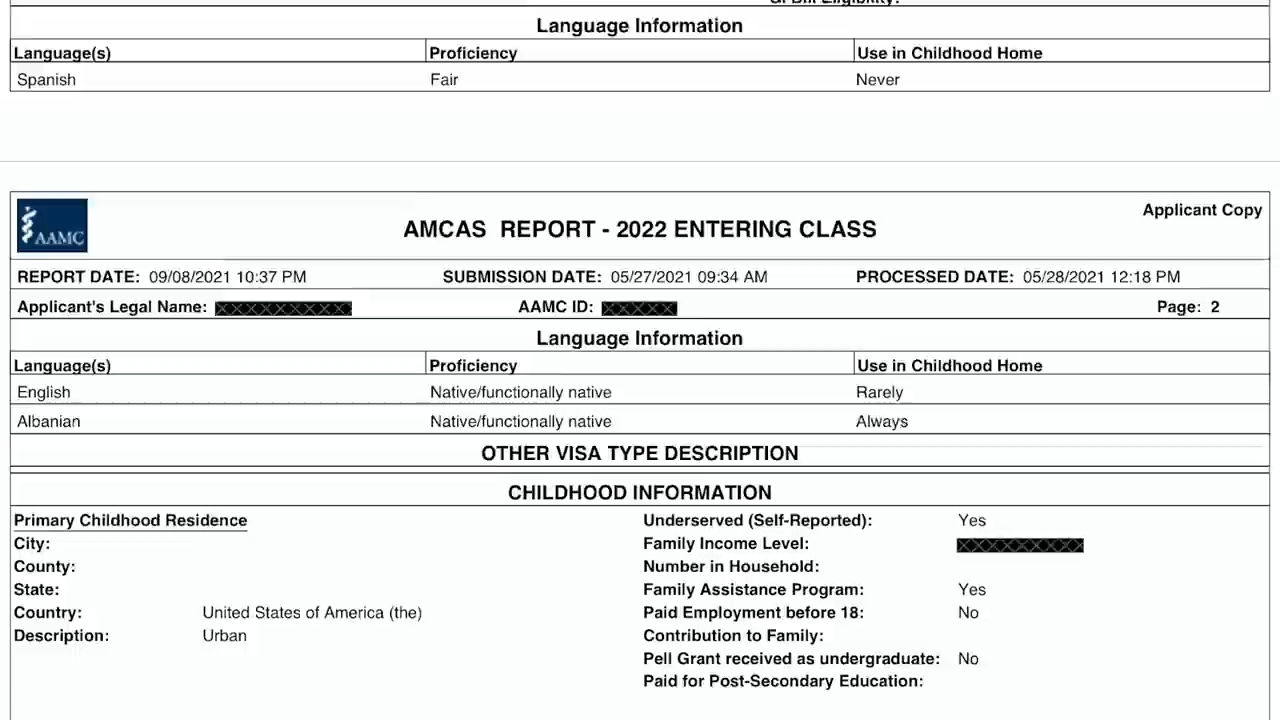 GI Bill Eligibility:
Language Information
Language(s) Proficiency Use in Childhood Home
Spanish Fair Never
AAMC
Applicant Copy
AMCAS REPORT - 2022 ENTERING CLASS
REPORT DATE: 09/08/2021 10:37 PM SUBMISSION DATE: 05/27/2021 09:34 AM PROCESSED DATE: 05/28/2021 12:18 PM
Applicant's Legal Name: AAMC ID: Page: 2
Language Information
Language(s) Proficiency Use in Childhood Home
English Native/functionally native Rarely
Albanian Native/functionally native Always
OTHER VISA TYPE DESCRIPTION
CHILDHOOD INFORMATION
Primary Childhood Residence Underserved (Self-Reported): Yes
City: Family Income Level:
County: Number in Household:
State: Family Assistance Program: Yes
Country: United States of America (the) Paid Employment before 18: No
Description: Urban Contribution to Family:
Pell Grant received as undergraduate: No
Paid for Post-Secondary Education: